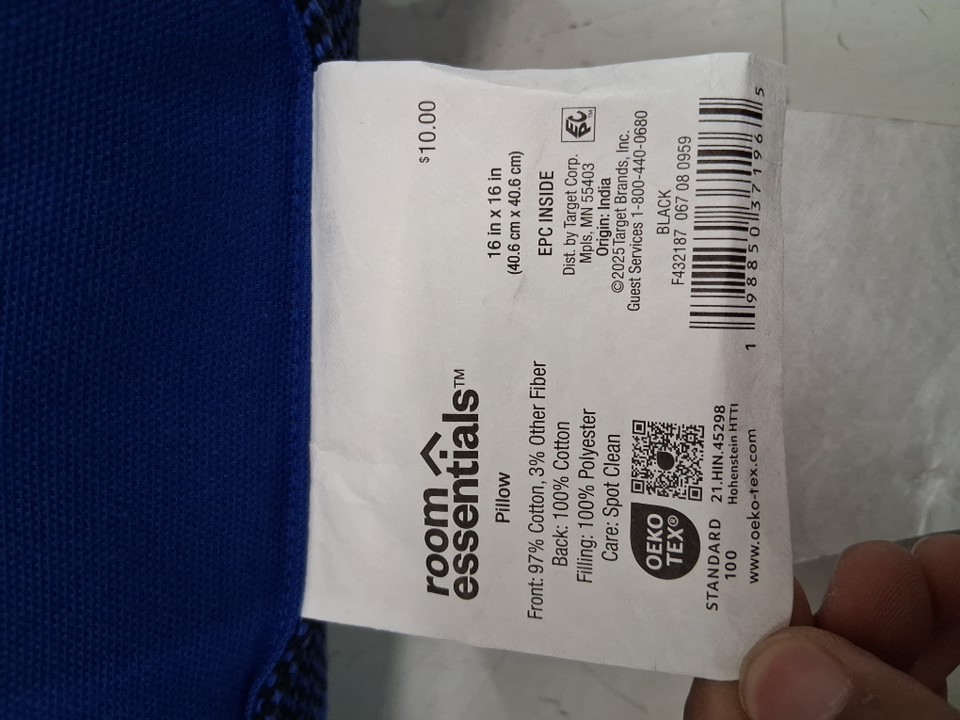 room
essentials™
Pillow
Front: 97% Cotton, 3% Other Fiber
Back: 100% Cotton
Filling: 100% Polyester
Care: Spot Clean
OEKO
TEX®
STANDARD
100
21.HIN.45298
Hohenstein HTTI
www.oeko-tex.com
$10.00
16 in x 16 in
(40.6 cm x 40.6 cm)
EPC INSIDE
EPC™
Dist. by Target Corp.
Mpls, MN 55403
Origin: India
©2025 Target Brands, Inc.
Guest Services 1-800-440-0680
BLACK
F432187 067 08 0959
1 98850 37196 5